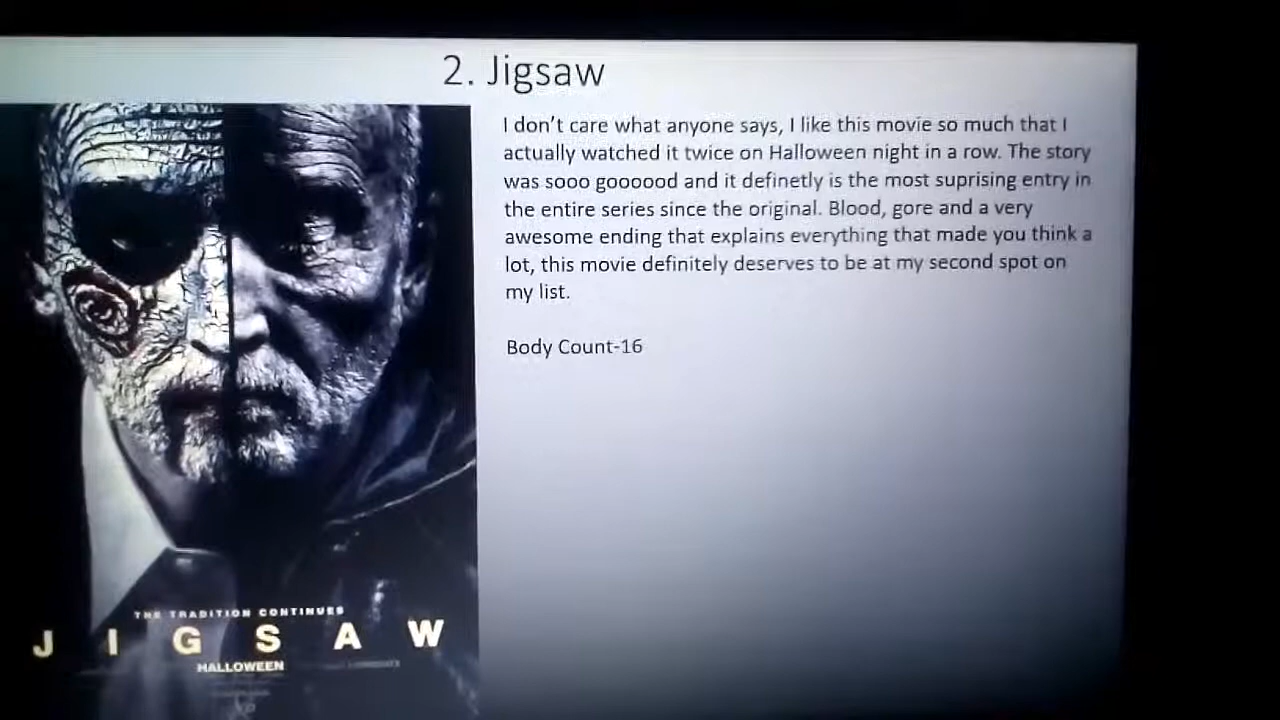 2. Jigsaw
I don't care what anyone says, I like this movie so much that I
actually watched it twice on Halloween night in a row. The story
was sooo goooood and it definetly is the most suprising entry in
the entire series since the original. Blood, gore and a very
awesome ending that explains everything that made you think a
lot, this movie definitely deserves to be at my second spot on
my list.
Body Count-16
THE TRADITION CONTINUES
JIGSAW
HALLOWEEN